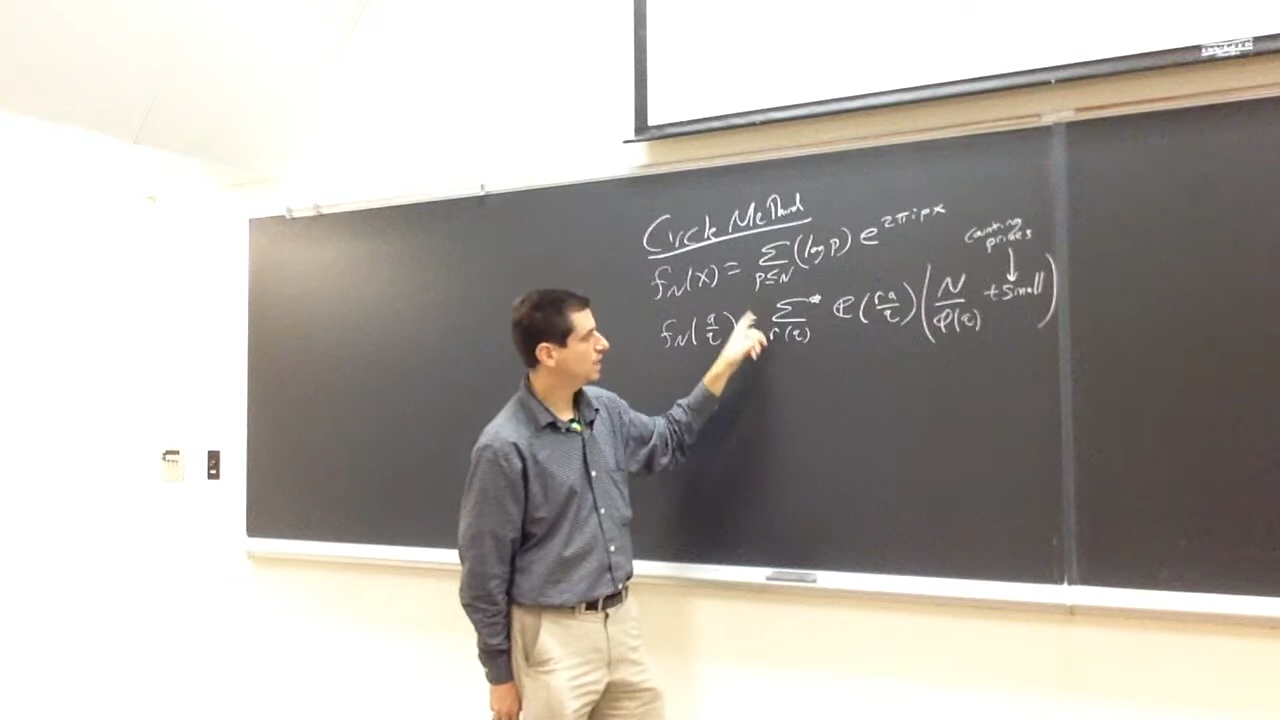 Circle Method
f_N(x) = Σ_{p≤N} (log p) e^{2πipx}
counting
primes
↓
f_N(a/q) Σ*_{r(q)} e(ra/q) (N/φ(q) + small)